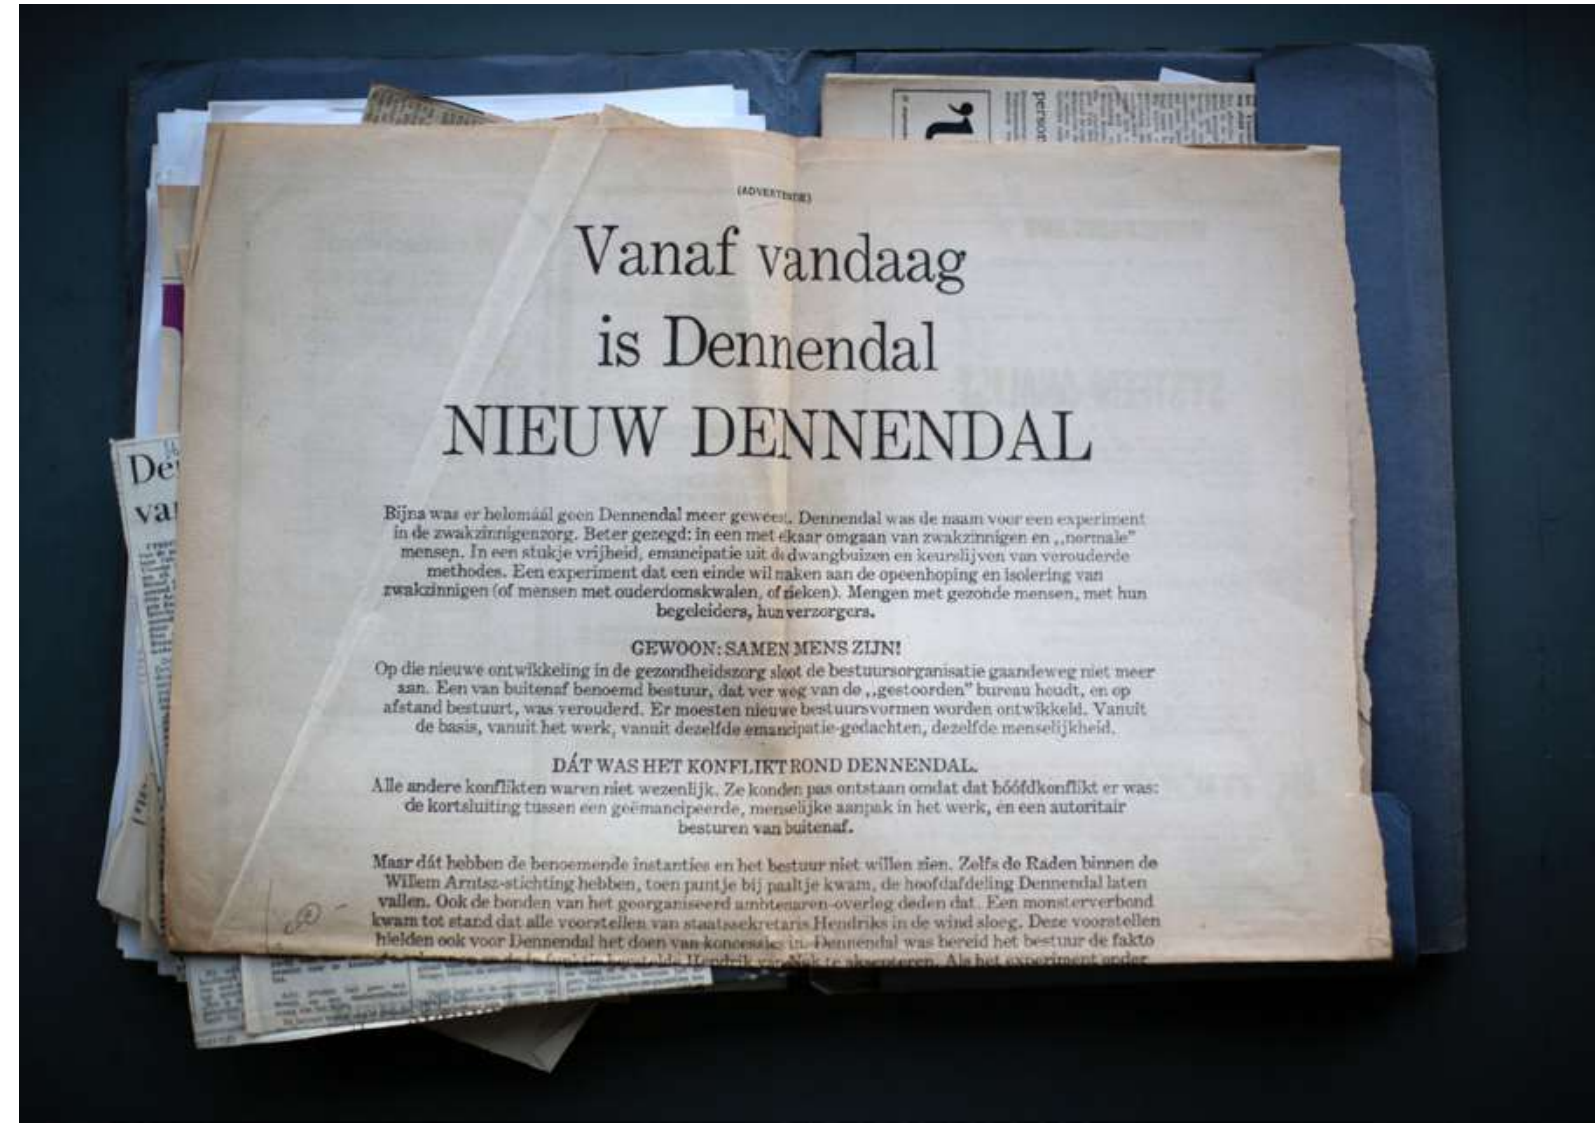 (ADVERTENTIE)
Vanaf vandaag
is Dennendal
NIEUW DENNENDAL
Bijna was er helemáál geen Dennendal meer geweest. Dennendal was de naam voor een experiment
in de zwakzinnigenzorg. Beter gezegd: in een met elkaar omgaan van zwakzinnigen en „normale”
mensen. In een stukje vrijheid, emancipatie uit de dwangbuizen en keurslijven van verouderde
methodes. Een experiment dat een einde wil maken aan de opeenhoping en isolering van
zwakzinnigen (of mensen met ouderdomskwalen, of zieken). Mengen met gezonde mensen, met hun
begeleiders, hun verzorgers.
GEWOON: SAMEN MENS ZIJN!
Op die nieuwe ontwikkeling in de gezondheidszorg sloot de bestuursorganisatie gaandeweg niet meer
aan. Een van buitenaf benoemd bestuur, dat ver weg van de „gestoorden” bureau houdt, en op
afstand bestuurt, was verouderd. Er moesten nieuwe bestuursvormen worden ontwikkeld. Vanuit
de basis, vanuit het werk, vanuit dezelfde emancipatie-gedachten, dezelfde menselijkheid.
DÁT WAS HET KONFLIKT ROND DENNENDAL.
Alle andere konflikten waren niet wezenlijk. Ze konden pas ontstaan omdat dat hóófdkonflikt er was:
de kortsluiting tussen een geëmancipeerde, menselijke aanpak in het werk, en een autoritair
besturen van buitenaf.
Maar dát hebben de benoemende instanties en het bestuur niet willen zien. Zelfs de Raden binnen de
Willem Arntsz-stichting hebben, toen puntje bij paaltje kwam, de hoofdafdeling Dennendal laten
vallen. Ook de bonden van het georganiseerd ambtenaren-overleg deden dat. Een monsterverbond
kwam tot stand dat alle voorstellen van staatssekretaris Hendriks in de wind sloeg. Deze voorstellen
hielden ook voor Dennendal het doen van koncessies in. Dennendal was bereid het bestuur de fakto
te aksepteren. Als het experiment onder
De
va
person